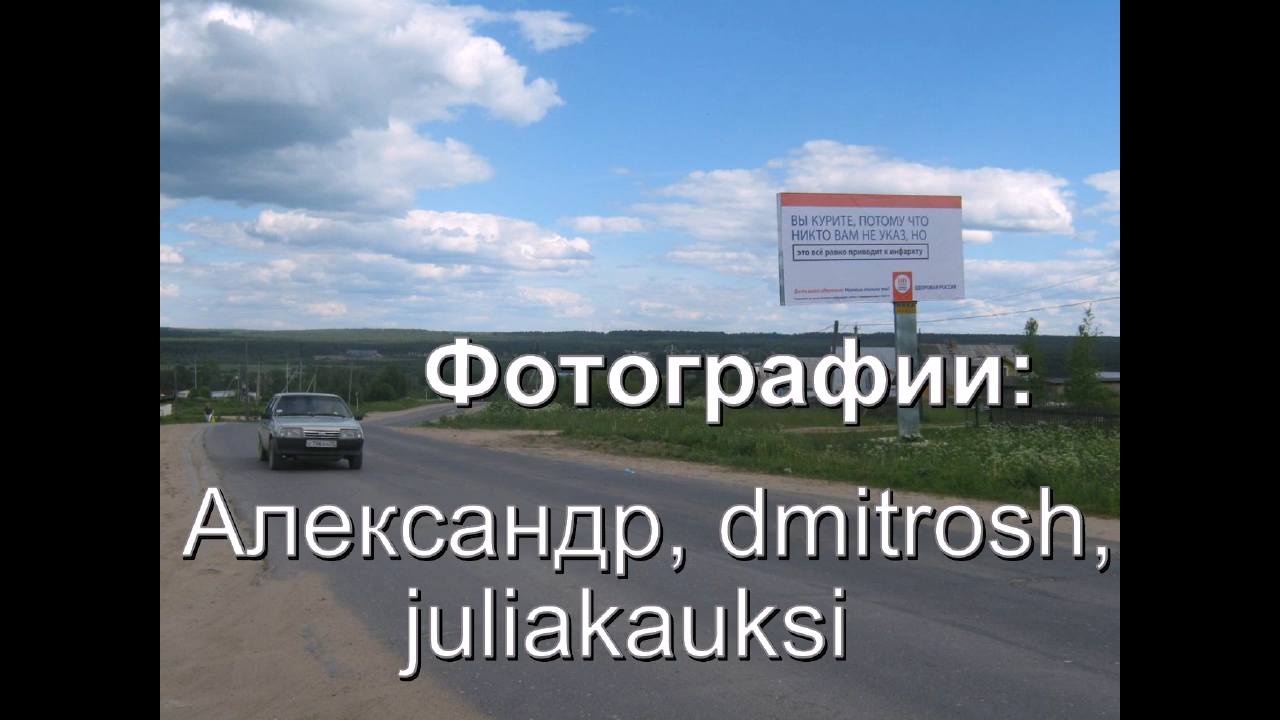 ВЫ КУРИТЕ, ПОТОМУ ЧТО
НИКТО ВАМ НЕ УКАЗ, НО
это всё равно приводит к инфаркту
ЗДОРОВАЯ РОССИЯ
Фотографии:
Александр, dmitrosh,
juliakauksi